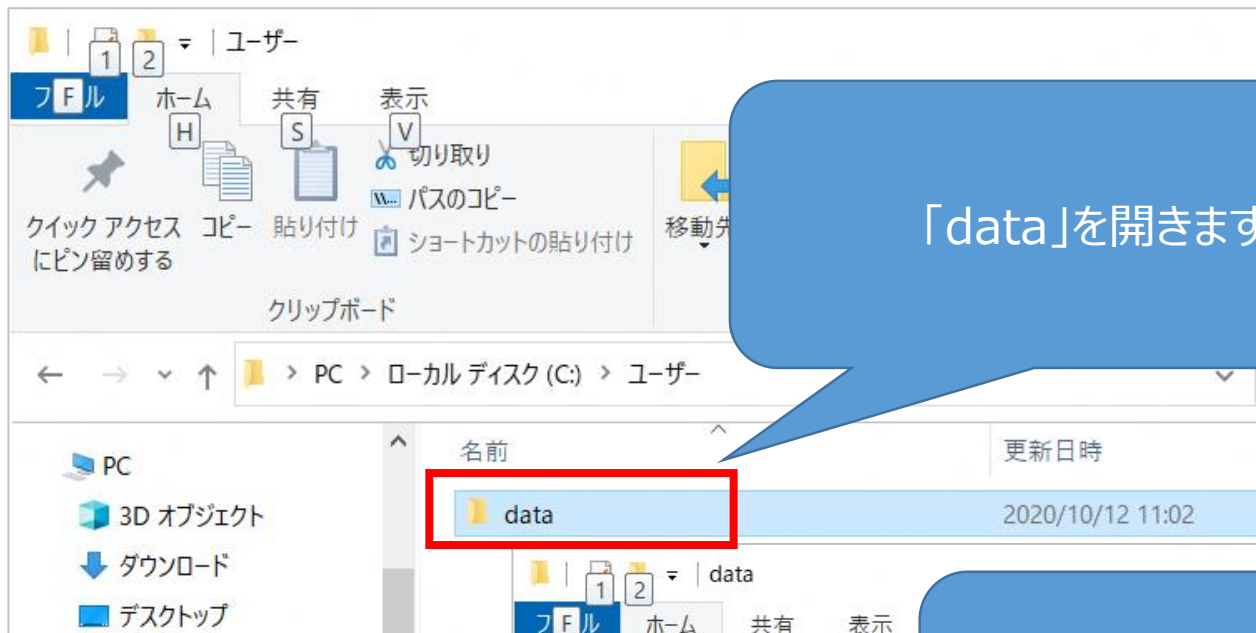 ユーザー
1 2
ファイル ホーム 共有 表示
F H S V
クイック アクセス
にピン留めする
コピー
貼り付け
切り取り
パスのコピー
ショートカットの貼り付け
移動先
クリップボード
「data」を開きます
PC > ローカル ディスク (C:) > ユーザー
名前 更新日時
data 2020/10/12 11:02
PC
3D オブジェクト
ダウンロード
デスクトップ
data
1 2
フ F ル ホーム 共有 表示